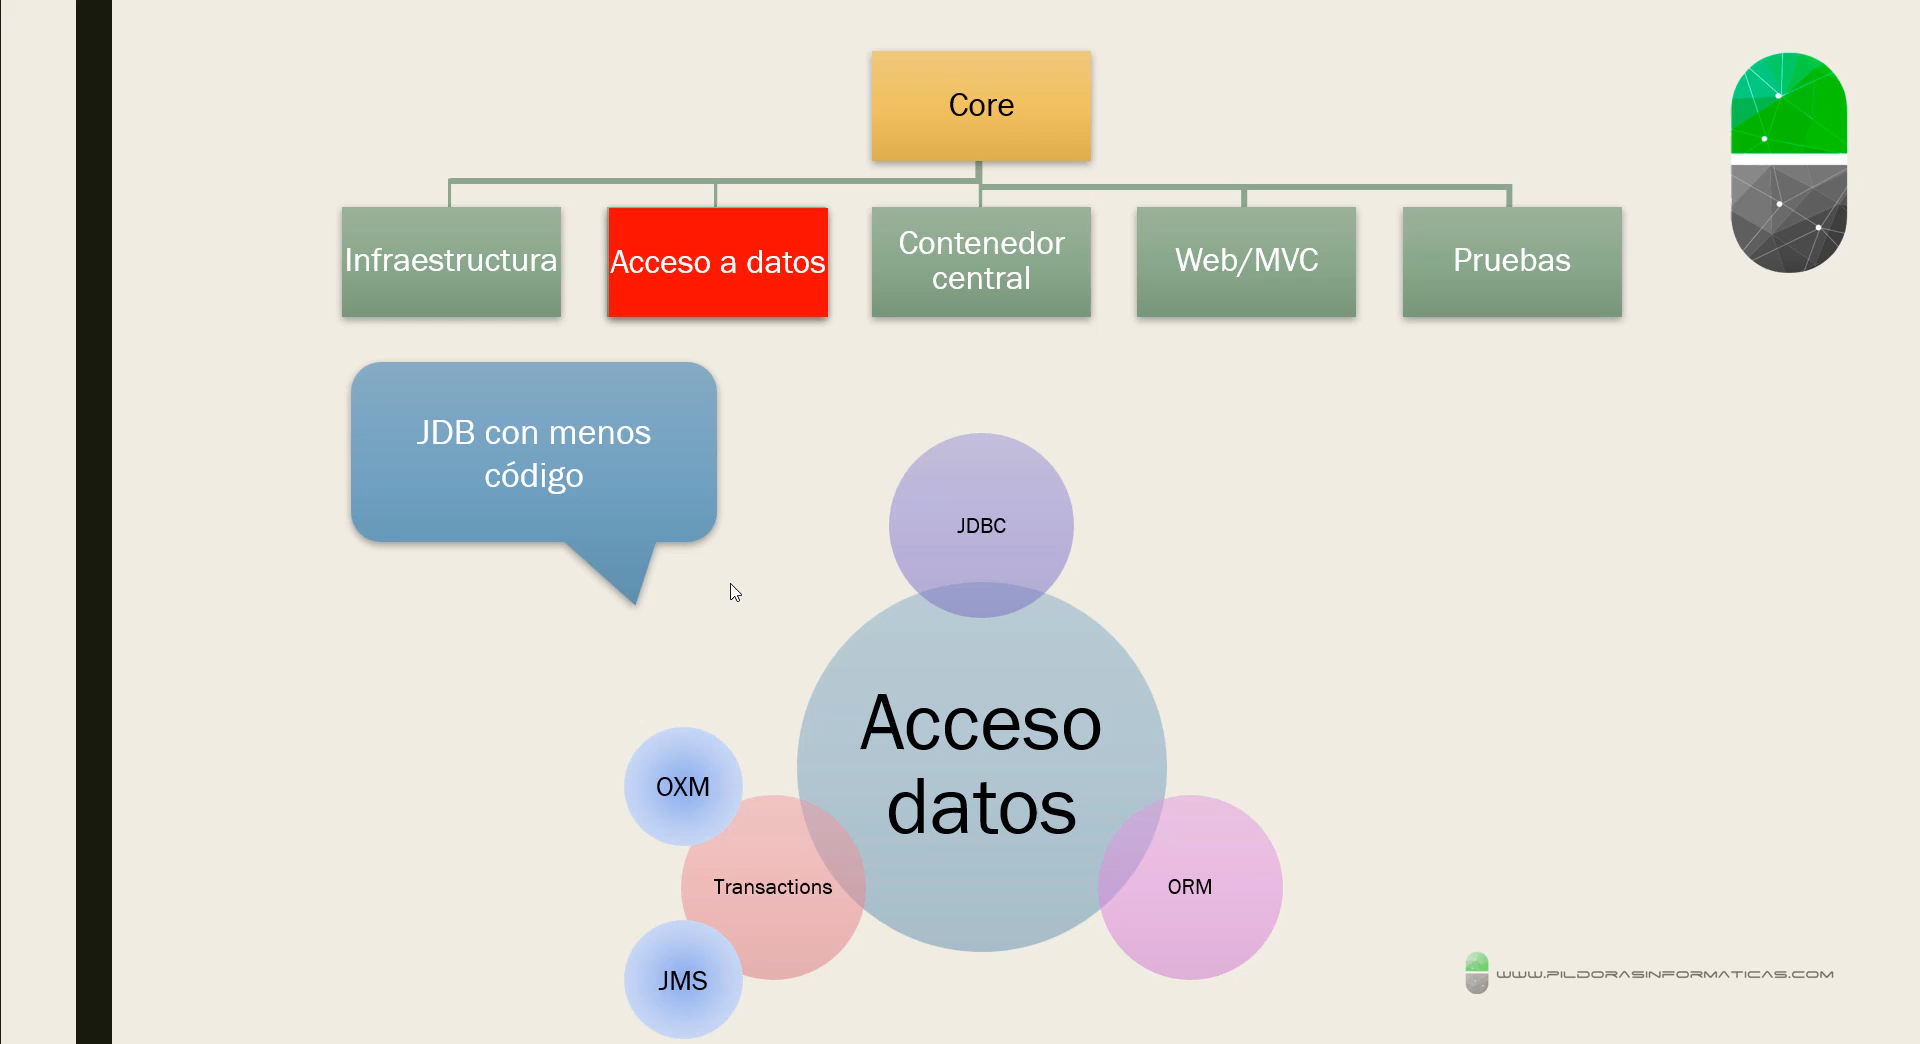 Core
Infraestructura
Acceso a datos
Contenedor
central
Web/MVC
Pruebas
JDB con menos
código
JDBC
Acceso
datos
OXM
Transactions
ORM
JMS
WWW.PILDORASINFORMATICAS.COM